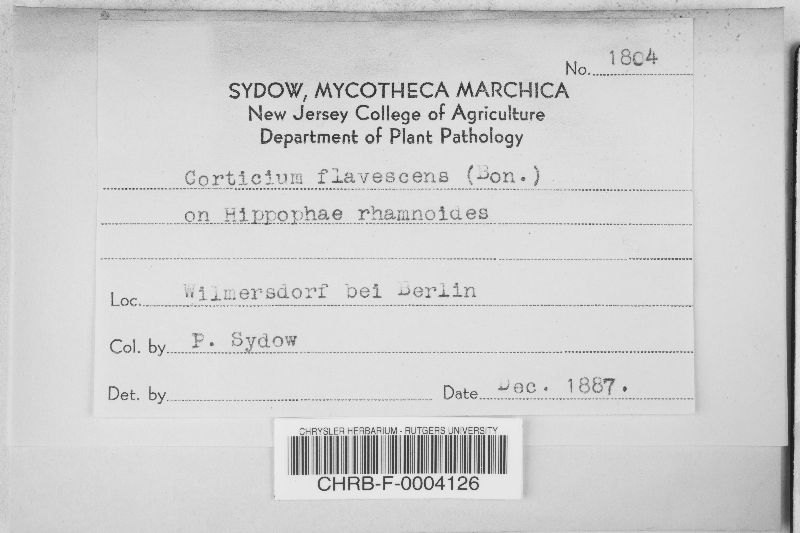 No. 1804
SYDOW, MYCOTHECA MARCHICA
New Jersey College of Agriculture
Department of Plant Pathology
Corticium flavescens (Bon.)
on Hippophae rhamnoides
Loc. Wilmersdorf bei Berlin
Col. by P. Sydow
Det. by Date Dec. 1887.
CHRYSLER HERBARIUM - RUTGERS UNIVERSITY
CHRB-F-0004126